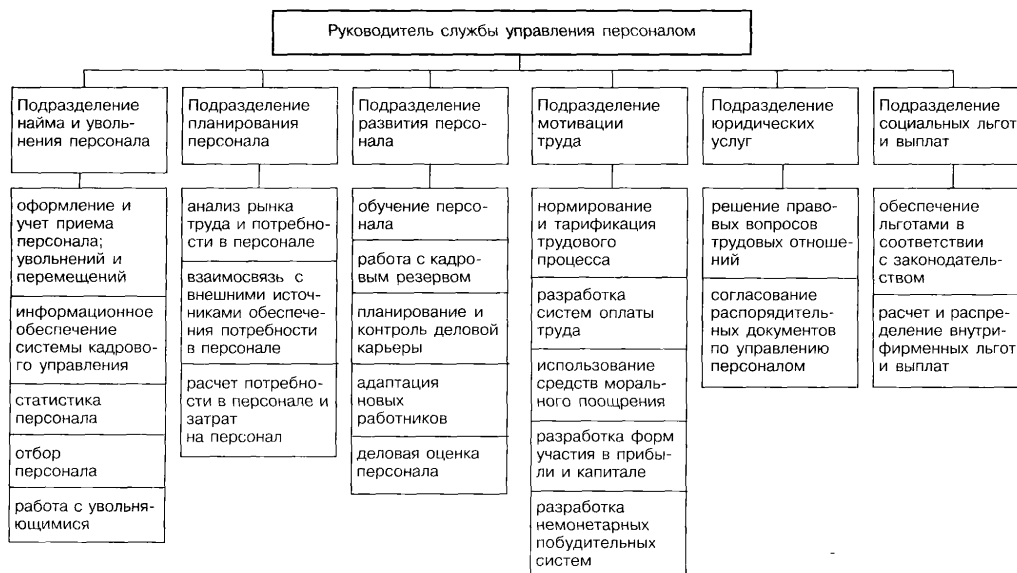 Руководитель службы управления персоналом
Подразделение
найма и уволь-
нения персонала
Подразделение
планирования
персонала
Подразделение
развития персо-
нала
Подразделение
мотивации
труда
Подразделение
юридических
услуг
Подразделение
социальных льгот
и выплат
оформление и
учет приема
персонала;
увольнений и
перемещений
информационное
обеспечение
системы кадрово-
го управления
статистика
персонала
отбор
персонала
работа с увольня-
ющимися
анализ рынка
труда и потреб-
ности в персонале
взаимосвязь с
внешними источ-
никами обеспече-
ния потребности
в персонале
расчет потребно-
сти в персонале и
затрат
на персонал
обучение персо-
нала
работа с кадро-
вым резервом
планирование и
контроль деловой
карьеры
адаптация
новых
работников
деловая оценка
персонала
нормирование
и тарификация
трудового
процесса
разработка
систем оплаты
труда
использование
средств мораль-
ного поощрения
разработка форм
участия в прибы-
ли и капитале
разработка
немонетарных
побудительных
систем
решение право-
вых вопросов
трудовых отноше-
ний
согласование
распорядитель-
ных документов
по управлению
персоналом
обеспечение
льготами в
соответствии
с законодатель-
ством
расчет и распре-
деление внутри-
фирменных льгот
и выплат